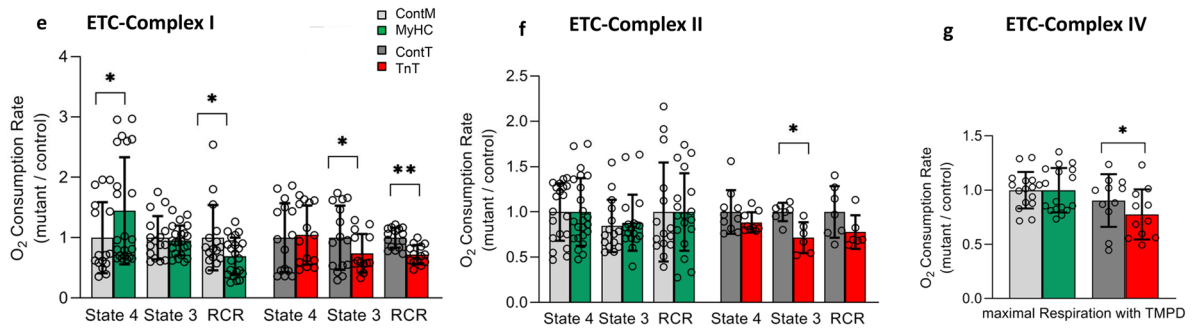 e ETC-Complex I
ContM
MyHC
ContT
TnT
O2 Consumption Rate
(mutant / control)
4
3
2
1
0
*
*
*
**
State 4 State 3 RCR State 4 State 3 RCR
f ETC-Complex II
O2 Consumption Rate
(mutant / control)
2.5
2.0
1.5
1.0
0.5
0.0
*
State 4 State 3 RCR State 4 State 3 RCR
g ETC-Complex IV
O2 Consumption Rate
(mutant / control)
1.5
1.0
0.5
0.0
*
maximal Respiration with TMPD